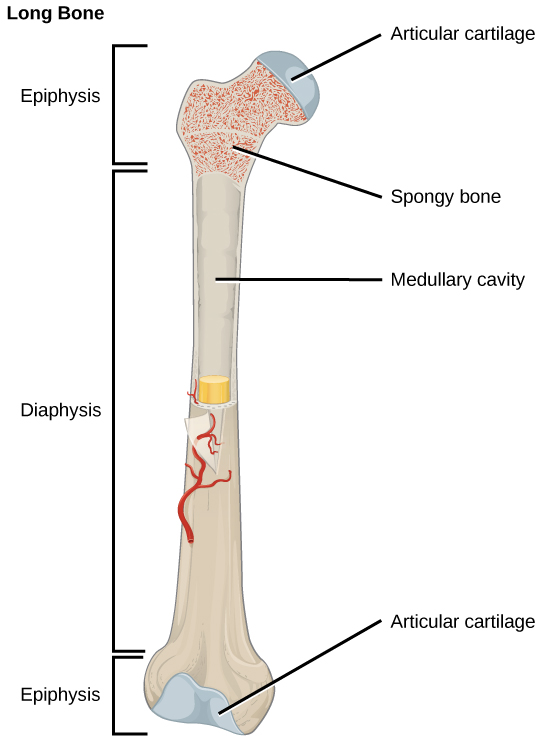 Long Bone
Articular cartilage
Epiphysis
Spongy bone
Medullary cavity
Diaphysis
Articular cartilage
Epiphysis